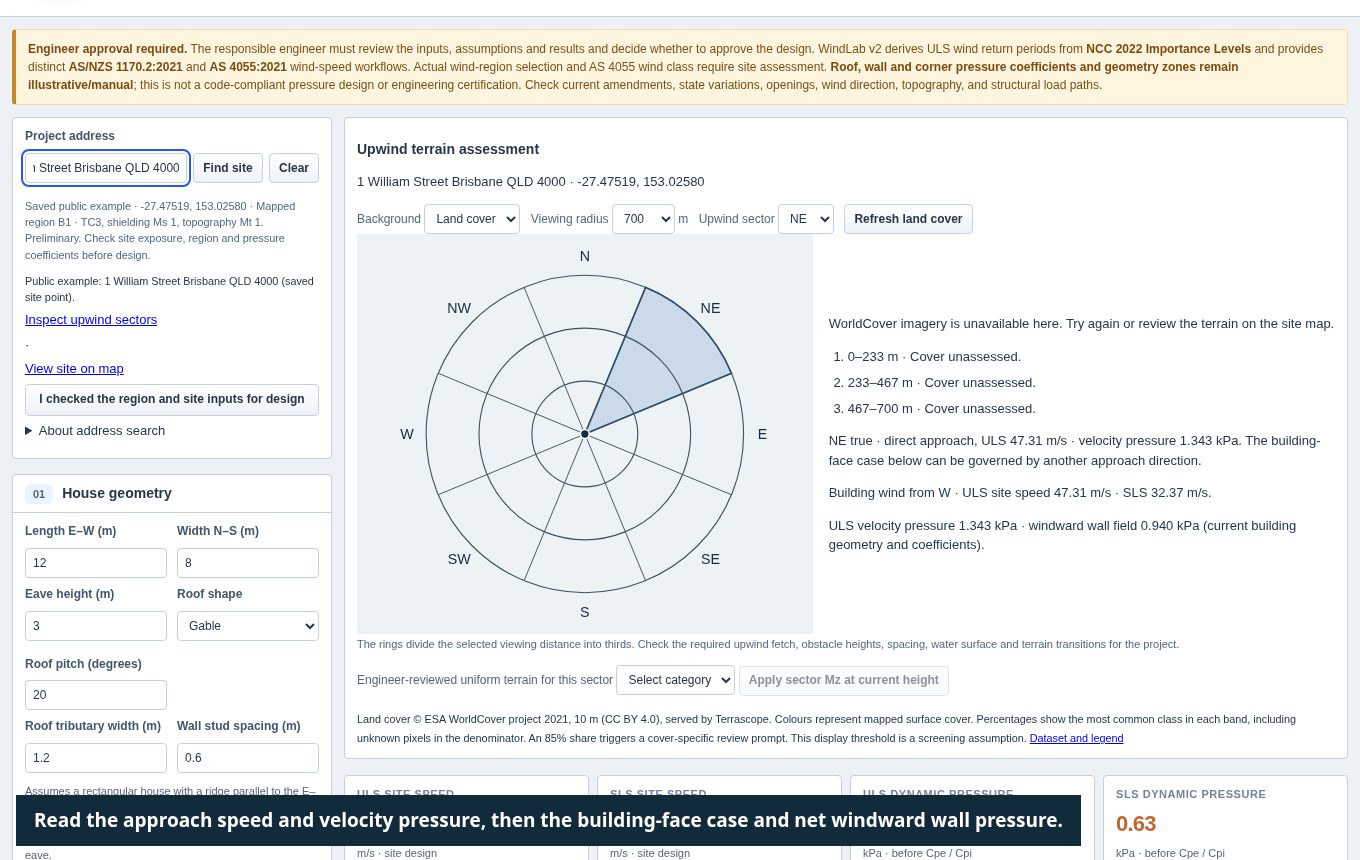 Engineer approval required. The responsible engineer must review the inputs, assumptions and results and decide whether to approve the design. WindLab v2 derives ULS wind return periods from NCC 2022 Importance Levels and provides
distinct AS/NZS 1170.2:2021 and AS 4055:2021 wind-speed workflows. Actual wind-region selection and AS 4055 wind class require site assessment. Roof, wall and corner pressure coefficients and geometry zones remain
illustrative/manual; this is not a code-compliant pressure design or engineering certification. Check current amendments, state variations, openings, wind direction, topography, and structural load paths.
Project address
Street Brisbane QLD 4000
Find site
Clear
Saved public example · -27.47519, 153.02580 · Mapped
region B1 · TC3, shielding Ms 1, topography Mt 1.
Preliminary. Check site exposure, region and pressure
coefficients before design.
Public example: 1 William Street Brisbane QLD 4000 (saved
site point).
Inspect upwind sectors
·
View site on map
I checked the region and site inputs for design
About address search
01 House geometry
Length E–W (m) Width N–S (m)
12 8
Eave height (m) Roof shape
3 Gable
Roof pitch (degrees)
20
Roof tributary width (m) Wall stud spacing (m)
1.2 0.6
Assumes a rectangular house with a ridge parallel to the E–
eave.
Upwind terrain assessment
1 William Street Brisbane QLD 4000 · -27.47519, 153.02580
Background Land cover Viewing radius 700 m Upwind sector NE Refresh land cover
N
NW NE
W E
SW SE
S
WorldCover imagery is unavailable here. Try again or review the terrain on the site map.
1. 0–233 m · Cover unassessed.
2. 233–467 m · Cover unassessed.
3. 467–700 m · Cover unassessed.
NE true · direct approach, ULS 47.31 m/s · velocity pressure 1.343 kPa. The building-
face case below can be governed by another approach direction.
Building wind from W · ULS site speed 47.31 m/s · SLS 32.37 m/s.
ULS velocity pressure 1.343 kPa · windward wall field 0.940 kPa (current building
geometry and coefficients).
The rings divide the selected viewing distance into thirds. Check the required upwind fetch, obstacle heights, spacing, water surface and terrain transitions for the project.
Engineer-reviewed uniform terrain for this sector Select category Apply sector Mz at current height
Land cover © ESA WorldCover project 2021, 10 m (CC BY 4.0), served by Terrascope. Colours represent mapped surface cover. Percentages show the most common class in each band, including
unknown pixels in the denominator. An 85% share triggers a cover-specific review prompt. This display threshold is a screening assumption. Dataset and legend
ULS SITE SPEED SLS SITE SPEED ULS DYNAMIC PRESSURE SLS DYNAMIC PRESSURE
0.63
m/s · site design m/s · site design kPa · before Cpe / Cpi kPa · before Cpe / Cpi
Read the approach speed and velocity pressure, then the building-face case and net windward wall pressure.